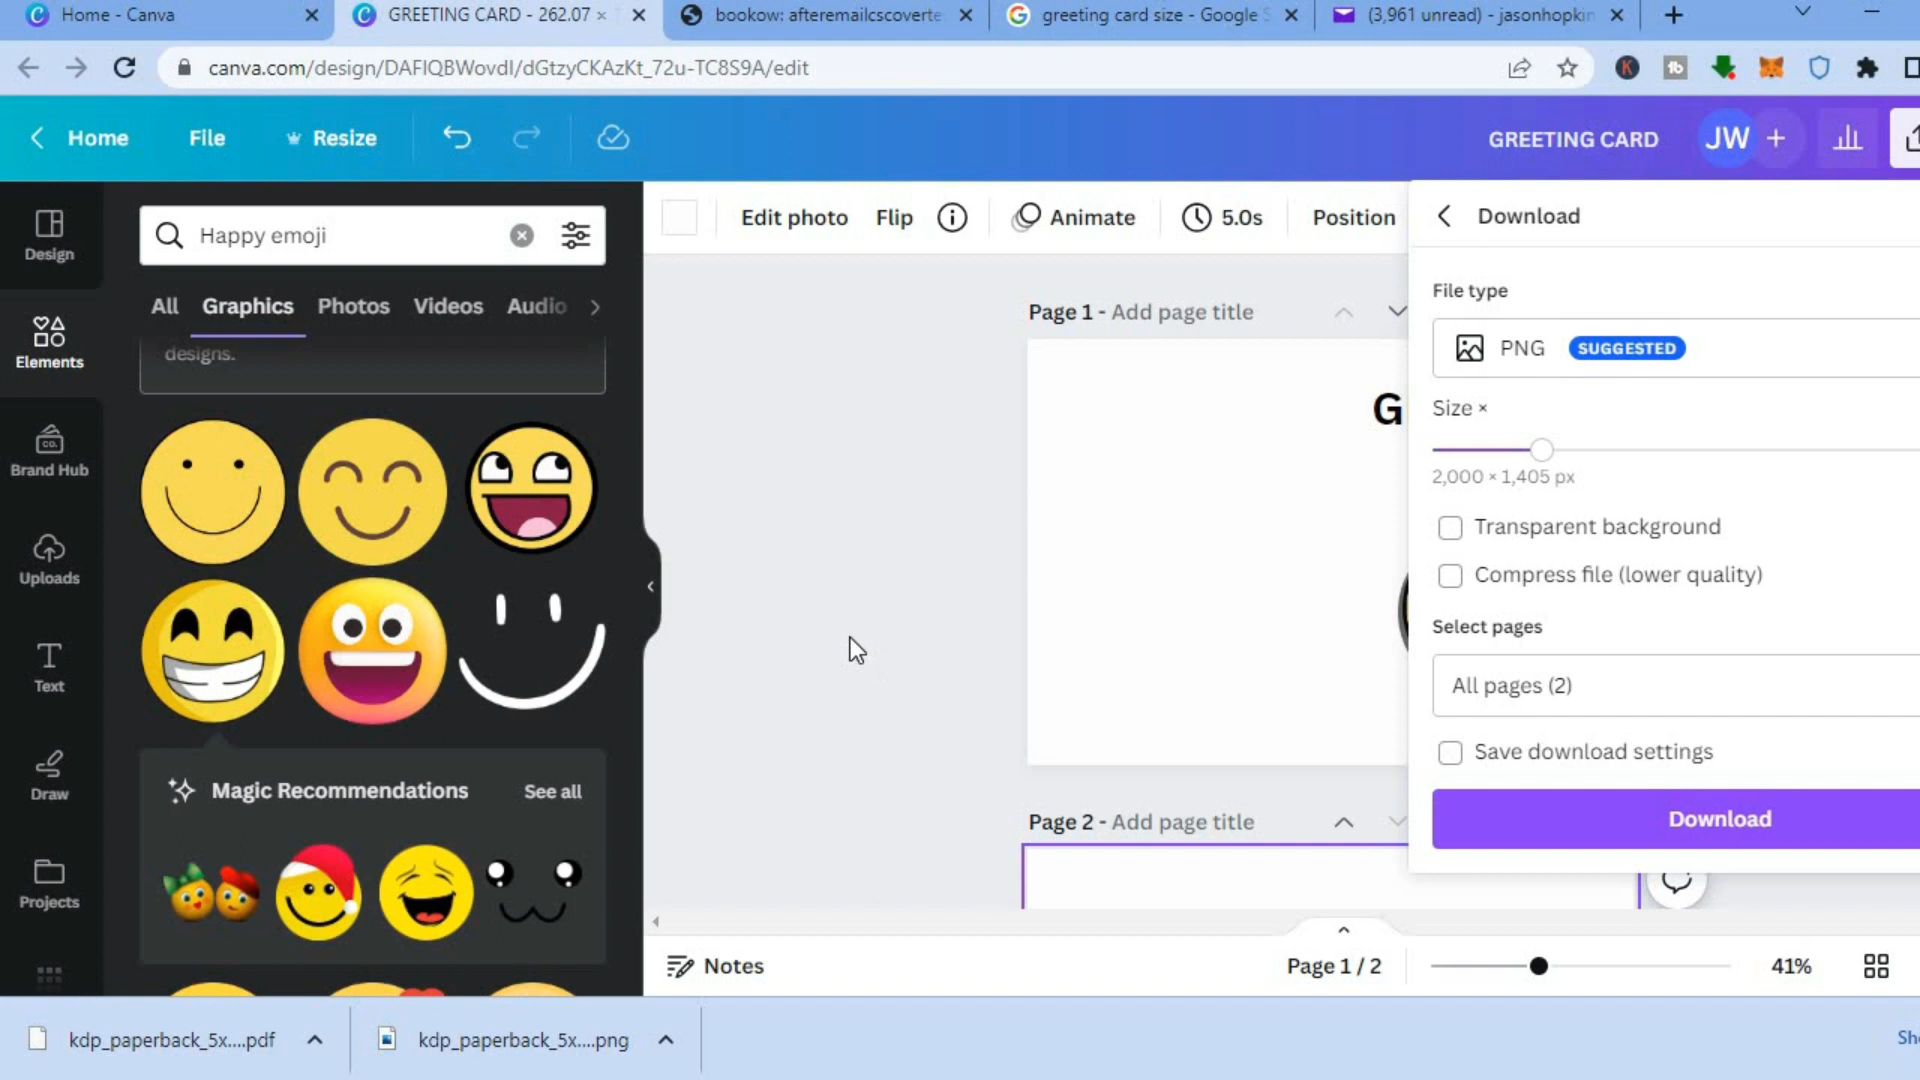 Home - Canva
GREETING CARD - 262.07 ×
bookow: afteremailcscoverte
greeting card size - Google S
(3,961 unread) - jasonhopkin
canva.com/design/DAFIQBWovdI/dGtzyCKAzKt_72u-TC8S9A/edit
Home
File
Resize
GREETING CARD
JW
+
Design
Elements
Brand Hub
CO.
Uploads
Text
Draw
Projects
Happy emoji
All
Graphics
Photos
Videos
Audio
designs.
Magic Recommendations
See all
Edit photo
Flip
Animate
5.0s
Position
Page 1 - Add page title
G
Page 2 - Add page title
Download
File type
PNG
SUGGESTED
Size ×
2,000 × 1,405 px
Transparent background
Compress file (lower quality)
Select pages
All pages (2)
Save download settings
Download
Notes
Page 1 / 2
41%
kdp_paperback_5x....pdf
kdp_paperback_5x....png
Sh